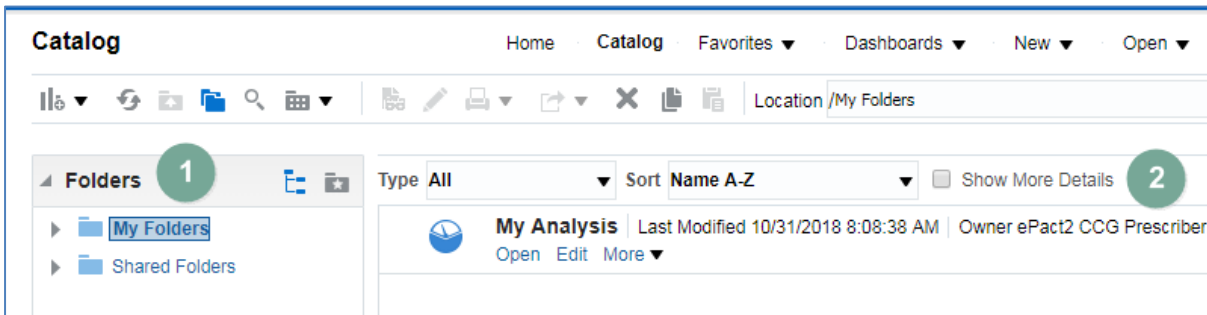 Catalog Home Catalog Favorites Dashboards New Open
Location /My Folders
Folders 1 Type All Sort Name A-Z Show More Details 2
My Folders My Analysis Last Modified 10/31/2018 8:08:38 AM Owner ePact2 CCG Prescriber
Open Edit More
Shared Folders